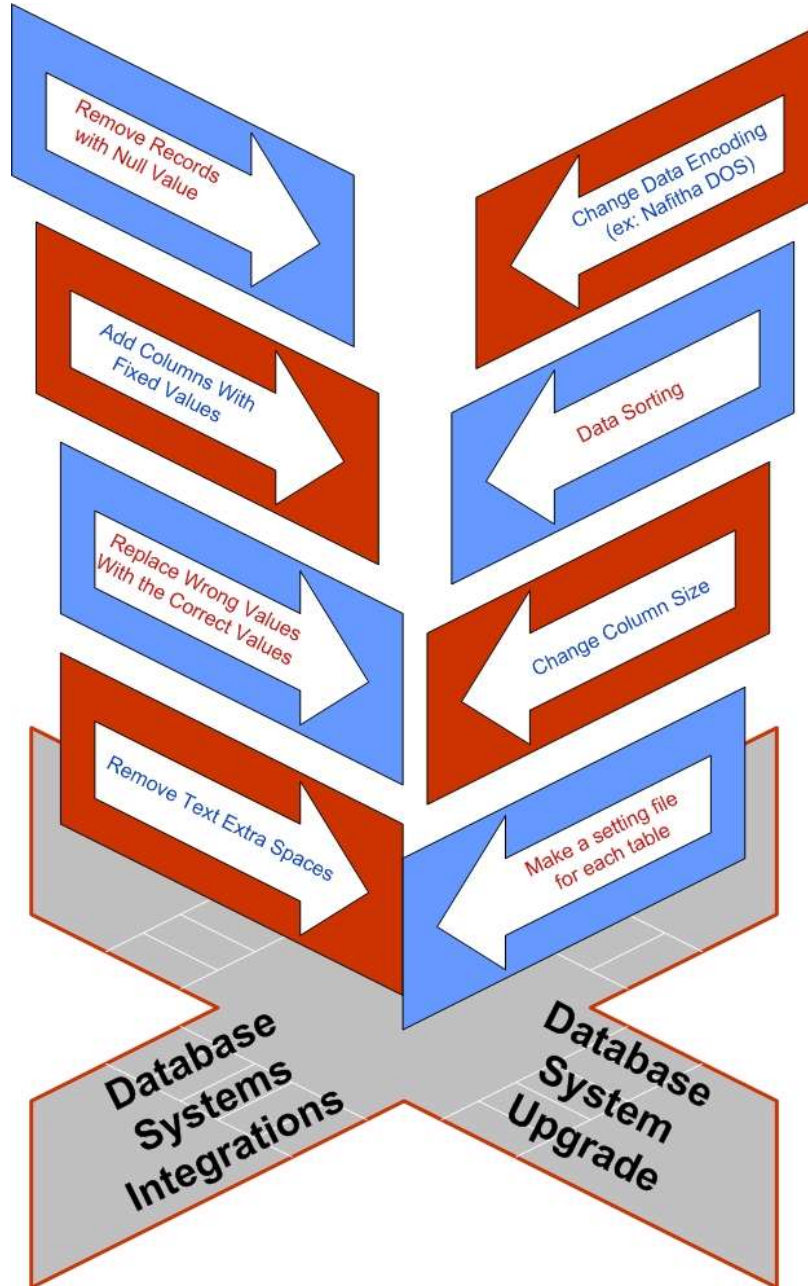 Remove Records
with Null Value
Add Columns With
Fixed Values
Replace Wrong Values
With the Correct Values
Remove Text Extra Spaces
Change Data Encoding
(ex: Nafitha DOS)
Data Sorting
Change Column Size
Make a setting file
for each table
Database
Systems
Integrations
Database
System
Upgrade